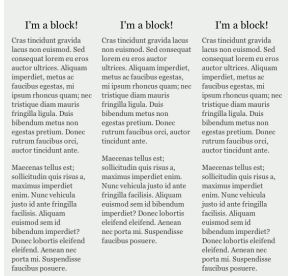 I'm a block!
Cras tincidunt gravida
lacus non euismod. Sed
consequat lorem eu eros
auctor ultrices. Aliquam
imperdiet, metus ac
faucibus egestas, mi
ipsum rhoncus quam; nec
tristique diam mauris
fringilla ligula. Duis
bibendum metus non
egestas pretium. Donec
rutrum faucibus orci, auctor
tincidunt ante.
Maecenas tellus est;
sollicitudin quis risus a,
maximus imperdiet
enim. Nunc vehicula
justo id ante fringilla
facilisis. Aliquam
euismod sem id
bibendum imperdiet?
Donec lobortis eleifend
eleifend. Aenean nec
porta mi. Suspendisse
faucibus posuere.
I'm a block!
Cras tincidunt gravida
lacus non euismod. Sed consequat
lorem eu eros auctor
ultrices. Aliquam imperdiet,
metus ac faucibus egestas,
mi ipsum rhoncus quam; nec
tristique diam mauris
fringilla ligula. Duis
bibendum metus non
egestas pretium. Donec
rutrum faucibus orci, auctor
tincidunt ante.
Maecenas tellus est;
sollicitudin quis risus a,
maximus imperdiet enim.
Nunc vehicula justo id ante
fringilla facilisis. Aliquam
euismod sem id bibendum
imperdiet? Donec lobortis
eleifend eleifend. Aenean
nec porta mi. Suspendisse
faucibus posuere.
I'm a block!
Cras tincidunt gravida
lacus non euismod. Sed
consequat lorem eu eros
auctor ultrices. Aliquam
imperdiet, metus ac
faucibus egestas, mi
ipsum rhoncus quam; nec
tristique diam mauris
fringilla ligula. Duis
bibendum metus non
egestas pretium. Donec
rutrum faucibus orci,
auctor tincidunt ante.
Maecenas tellus est;
sollicitudin quis risus a,
maximus imperdiet
enim. Nunc vehicula
justo id ante fringilla
facilisis. Aliquam
euismod sem id
bibendum imperdiet?
Donec lobortis eleifend
eleifend. Aenean nec
porta mi. Suspendisse
faucibus posuere.